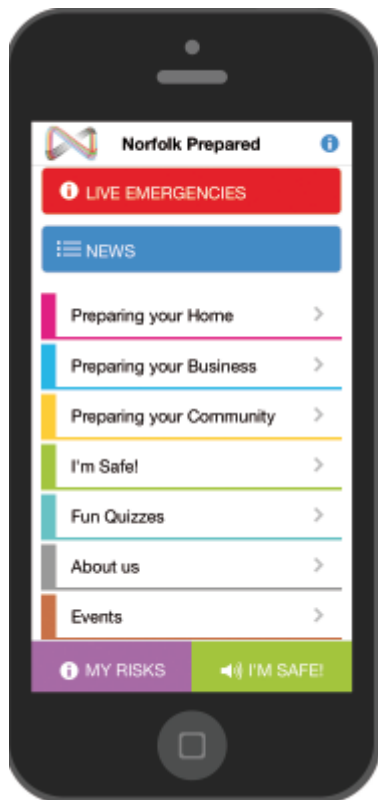 Norfolk Prepared
LIVE EMERGENCIES
NEWS
Preparing your Home
Preparing your Business
Preparing your Community
I'm Safe!
Fun Quizzes
About us
Events
MY RISKS
I'M SAFE!